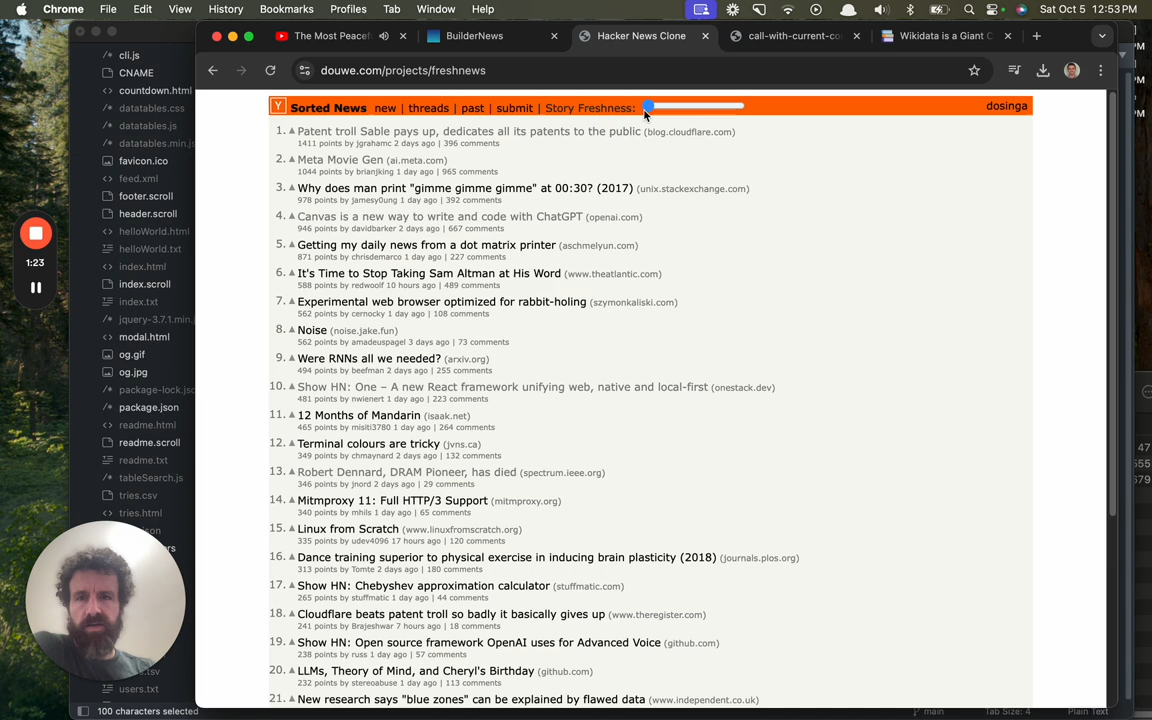 Chrome File Edit View History Bookmarks Profiles Tab Window Help Sat Oct 5 12:53 PM
The Most Peacef BuilderNews Hacker News Clone call-with-current-co Wikidata is a Giant C
douwe.com/projects/freshnews
cli.js
CNAME
countdown.html
datatables.css
datatables.js
datatables.min.j
favicon.ico
feed.xml
footer.scroll
header.scroll
helloWorld.html
helloWorld.txt
index.html
index.scroll
index.txt
jquery-3.7.1.min.
modal.html
og.gif
og.jpg
package-lock.jsc
package.json
readme.html
readme.scroll
readme.txt
tableSearch.js
tries.csv
tries.html
users.txt
1:23
Y Sorted News new | threads | past | submit | Story Freshness: dosinga
1. Patent troll Sable pays up, dedicates all its patents to the public (blog.cloudflare.com)
1411 points by jgrahamc 2 days ago | 396 comments
2. Meta Movie Gen (ai.meta.com)
1044 points by brianjking 1 day ago | 965 comments
3. Why does man print "gimme gimme gimme" at 00:30? (2017) (unix.stackexchange.com)
978 points by jamesy0ung 1 day ago | 392 comments
4. Canvas is a new way to write and code with ChatGPT (openai.com)
946 points by davidbarker 2 days ago | 667 comments
5. Getting my daily news from a dot matrix printer (aschmelyun.com)
871 points by chrisdemarco 1 day ago | 227 comments
6. It's Time to Stop Taking Sam Altman at His Word (www.theatlantic.com)
588 points by redwoolf 10 hours ago | 489 comments
7. Experimental web browser optimized for rabbit-holing (szymonkaliski.com)
562 points by cernocky 1 day ago | 108 comments
8. Noise (noise.jake.fun)
562 points by amadeuspagel 3 days ago | 73 comments
9. Were RNNs all we needed? (arxiv.org)
494 points by beefman 2 days ago | 255 comments
10. Show HN: One – A new React framework unifying web, native and local-first (onestack.dev)
481 points by nwienert 1 day ago | 223 comments
11. 12 Months of Mandarin (isaak.net)
465 points by misiti3780 1 day ago | 264 comments
12. Terminal colours are tricky (jvns.ca)
349 points by chmaynard 2 days ago | 132 comments
13. Robert Dennard, DRAM Pioneer, has died (spectrum.ieee.org)
346 points by jnord 2 days ago | 29 comments
14. Mitmproxy 11: Full HTTP/3 Support (mitmproxy.org)
340 points by mhils 1 day ago | 65 comments
15. Linux from Scratch (www.linuxfromscratch.org)
335 points by udev4096 17 hours ago | 120 comments
16. Dance training superior to physical exercise in inducing brain plasticity (2018) (journals.plos.org)
313 points by Tomte 2 days ago | 180 comments
17. Show HN: Chebyshev approximation calculator (stuffmatic.com)
265 points by stuffmatic 1 day ago | 44 comments
18. Cloudflare beats patent troll so badly it basically gives up (www.theregister.com)
241 points by Brajeshwar 7 hours ago | 18 comments
19. Show HN: Open source framework OpenAI uses for Advanced Voice (github.com)
238 points by russ 1 day ago | 57 comments
20. LLMs, Theory of Mind, and Cheryl's Birthday (github.com)
232 points by stereoabuse 1 day ago | 113 comments
21. New research says "blue zones" can be explained by flawed data (www.independent.co.uk)
100 characters selected main Tab Size: 4 Plain Text